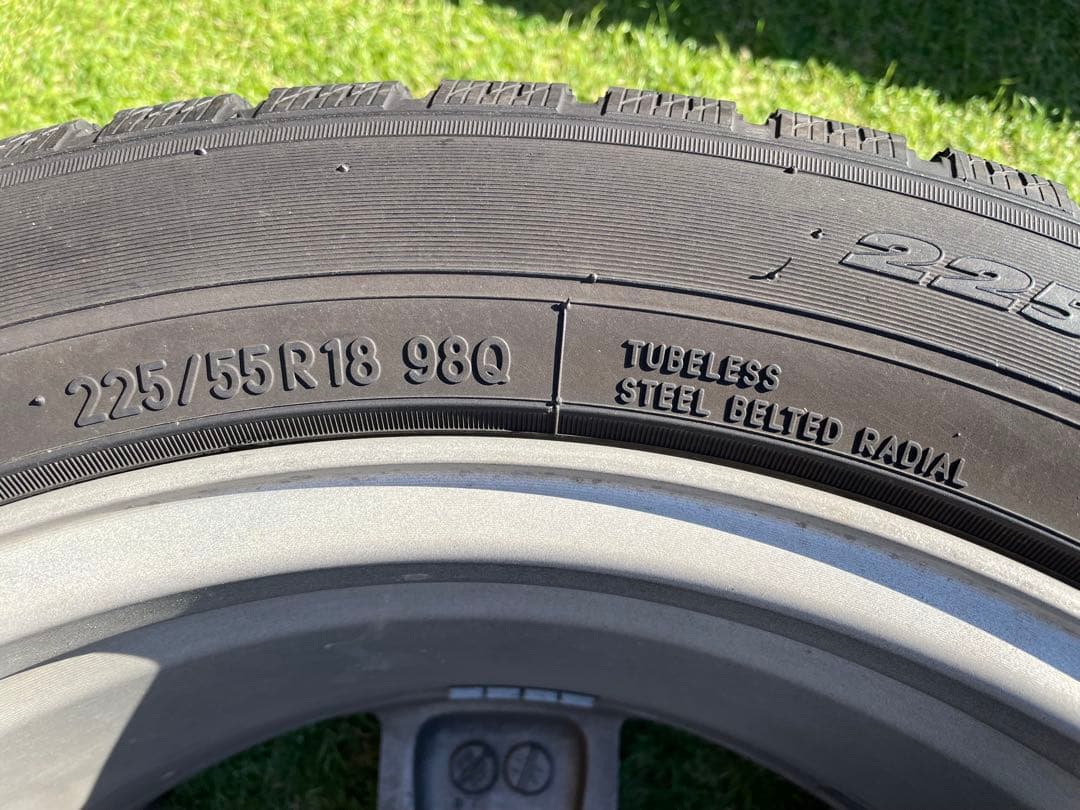 225
225/55R18 98Q
TUBELESS
STEEL BELTED RADIAL